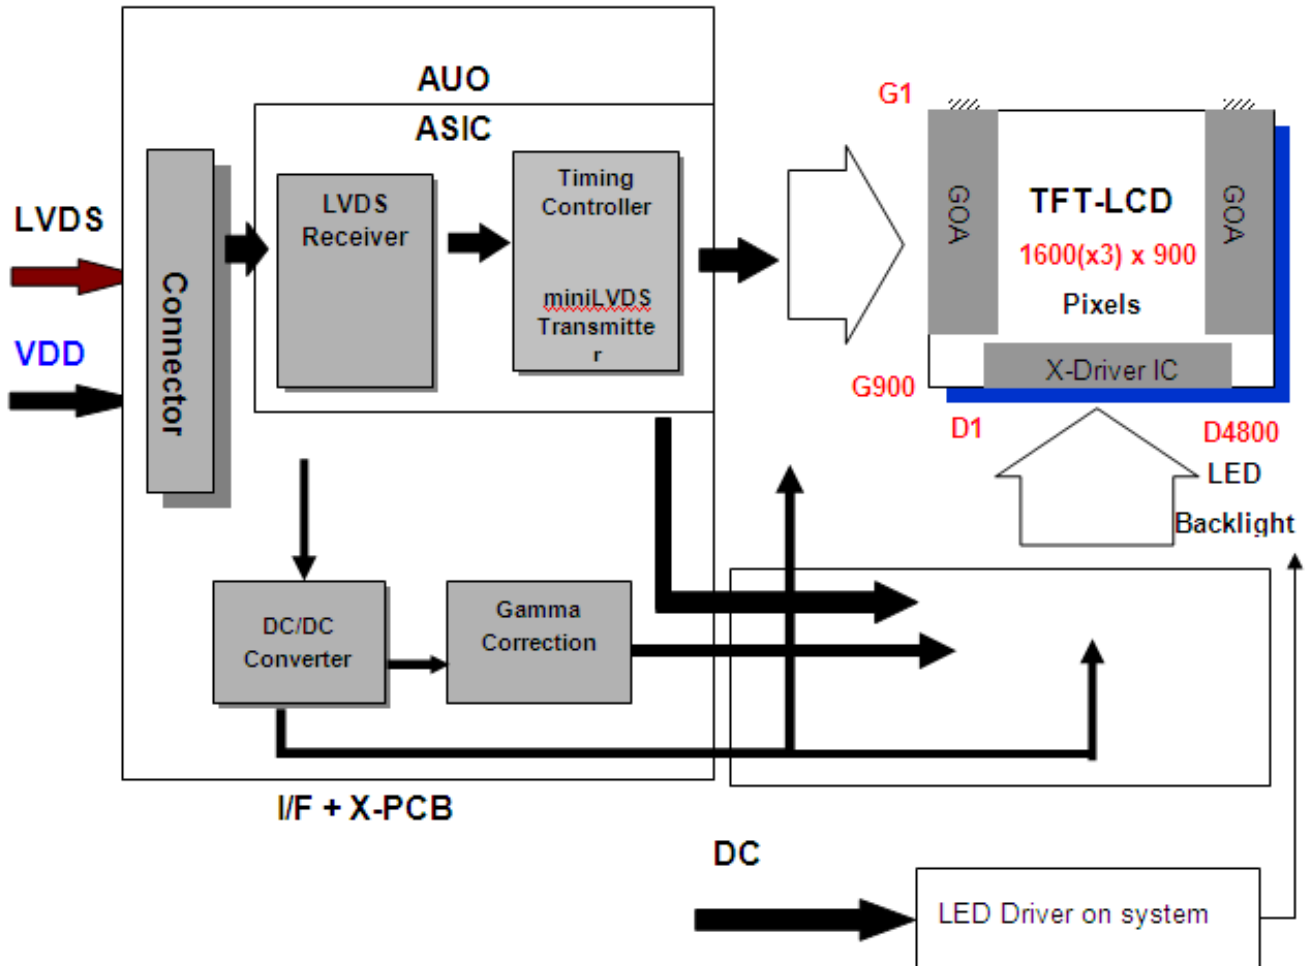 AUO
ASIC
G1
LVDS
VDD
Connector
LVDS
Receiver
Timing
Controller
miniLVDS
Transmitte
r
GOA
TFT-LCD
1600(x3) x 900
Pixels
GOA
X-Driver IC
G900
D1
D4800
LED
Backlight
DC/DC
Converter
Gamma
Correction
I/F + X-PCB
DC
LED Driver on system